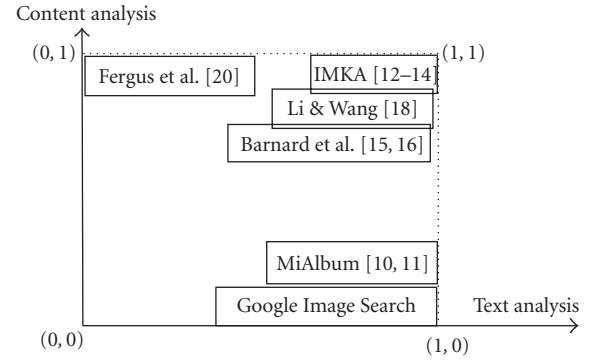 Content analysis
(0, 1)
(1, 1)
Fergus et al. [20]
IMKA [12–14]
Li & Wang [18]
Barnard et al. [15, 16]
MiAlbum [10, 11]
Google Image Search
Text analysis
(0, 0)
(1, 0)